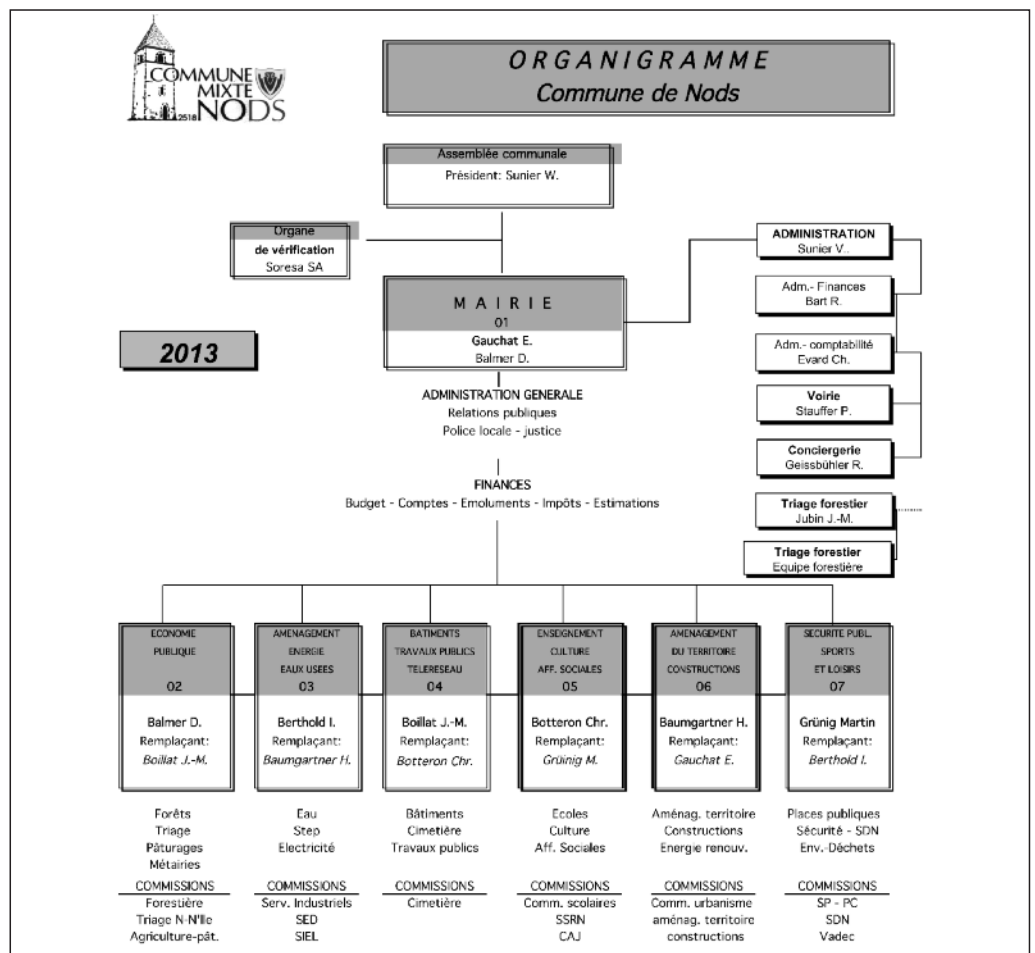 COMMUNE
MIXTE
2518 NODS
ORGANIGRAMME
Commune de Nods
Assemblée communale
Président: Sunier W.
Organe
de vérification
Soresa SA
MAIRIE
01
Gauchat E.
Balmer D.
2013
ADMINISTRATION
Sunier V..
Adm.- Finances
Bart R.
Adm.- comptabilité
Evard Ch.
Voirie
Stauffer P.
Conciergerie
Geissbühler R.
Triage forestier
Jubin J.-M.
Triage forestier
Equipe forestière
ADMINISTRATION GENERALE
Relations publiques
Police locale - justice
FINANCES
Budget - Comptes - Emoluments - Impôts - Estimations
ECONOMIE
PUBLIQUE
02
Balmer D.
Remplaçant:
Boillat J.-M.
Forêts
Triage
Pâturages
Métairies
COMMISSIONS
Forestière
Triage N-N'lle
Agriculture-pât.
AMENAGEMENT
ENERGIE
EAUX USEES
03
Berthold I.
Remplaçant:
Baumgartner H.
Eau
Step
Electricité
COMMISSIONS
Serv. Industriels
SED
SIEL
BATIMENTS
TRAVAUX PUBLICS
TELERESEAU
04
Boillat J.-M.
Remplaçant:
Botteron Chr.
Bâtiments
Cimetière
Travaux publics
COMMISSIONS
Cimetière
ENSEIGNEMENT
CULTURE
AFF. SOCIALES
05
Botteron Chr.
Remplaçant:
Grüinig M.
Ecoles
Culture
Aff. Sociales
COMMISSIONS
Comm. scolaires
SSRN
CAJ
AMENAGEMENT
DU TERRITOIRE
CONSTRUCTIONS
06
Baumgartner H.
Remplaçant:
Gauchat E.
Aménag. territoire
Constructions
Energie renouv.
COMMISSIONS
Comm. urbanisme
aménag. territoire
constructions
SECURITE PUBL.
SPORTS
ET LOISIRS
07
Grünig Martin
Remplaçant:
Berthold I.
Places publiques
Sécurité - SDN
Env.-Déchets
COMMISSIONS
SP - PC
SDN
Vadec